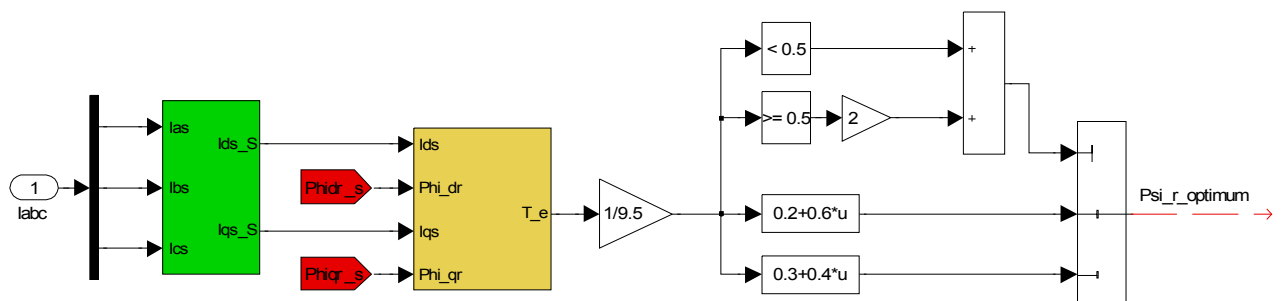 1
Iabc
Ias
Ibs
Ics
Ids_S
Iqs_S
Phidr_s
Phiqr_s
Ids
Phi_dr
Iqs
Phi_qr
T_e
1/9.5
< 0.5
>= 0.5
2
+
+
0.2+0.6*u
0.3+0.4*u
Psi_r_optimum